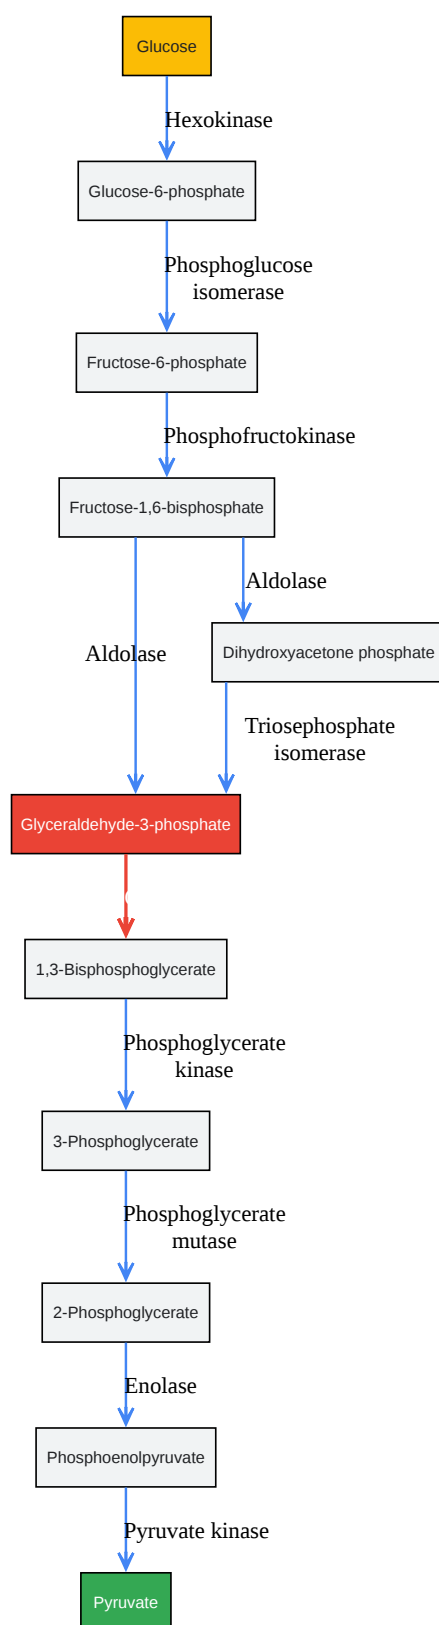 Glucose
Hexokinase
Glucose-6-phosphate
Phosphoglucose
isomerase
Fructose-6-phosphate
Phosphofructokinase
Fructose-1,6-bisphosphate
Aldolase
Dihydroxyacetone phosphate
Aldolase
Triosephosphate
isomerase
Glyceraldehyde-3-phosphate
1,3-Bisphosphoglycerate
Phosphoglycerate
kinase
3-Phosphoglycerate
Phosphoglycerate
mutase
2-Phosphoglycerate
Enolase
Phosphoenolpyruvate
Pyruvate kinase
Pyruvate